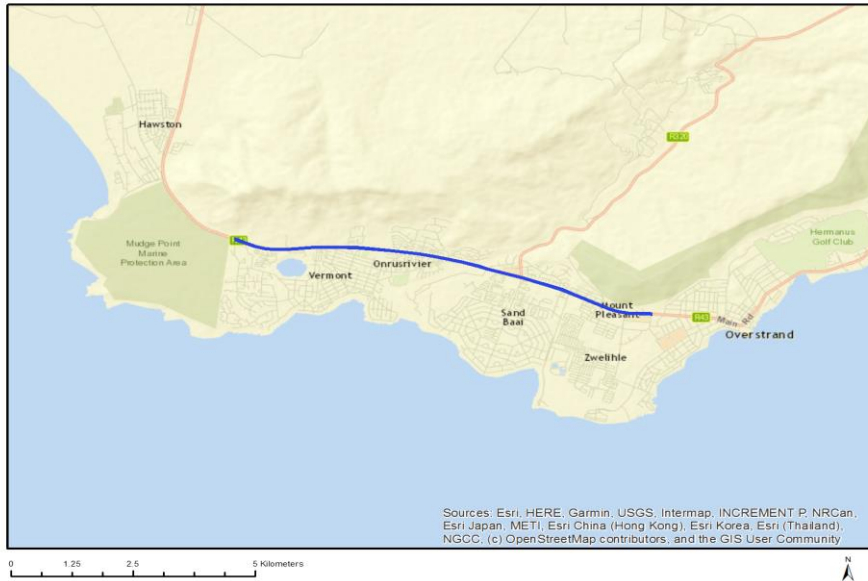 Hawston
R320
Mudge Point
Marine
Protection Area
Hermanus
Golf Club
Vermont
Onrusrivier
Sand
Baai
Mount
Pleasant
R43
Main Rd
Overstrand
Zwelihle
Sources: Esri, HERE, Garmin, USGS, Intermap, INCREMENT P, NRCan,
Esri Japan, METI, Esri China (Hong Kong), Esri Korea, Esri (Thailand),
NGCC, (c) OpenStreetMap contributors, and the GIS User Community
0 1.25 2.5 5 Kilometers
N